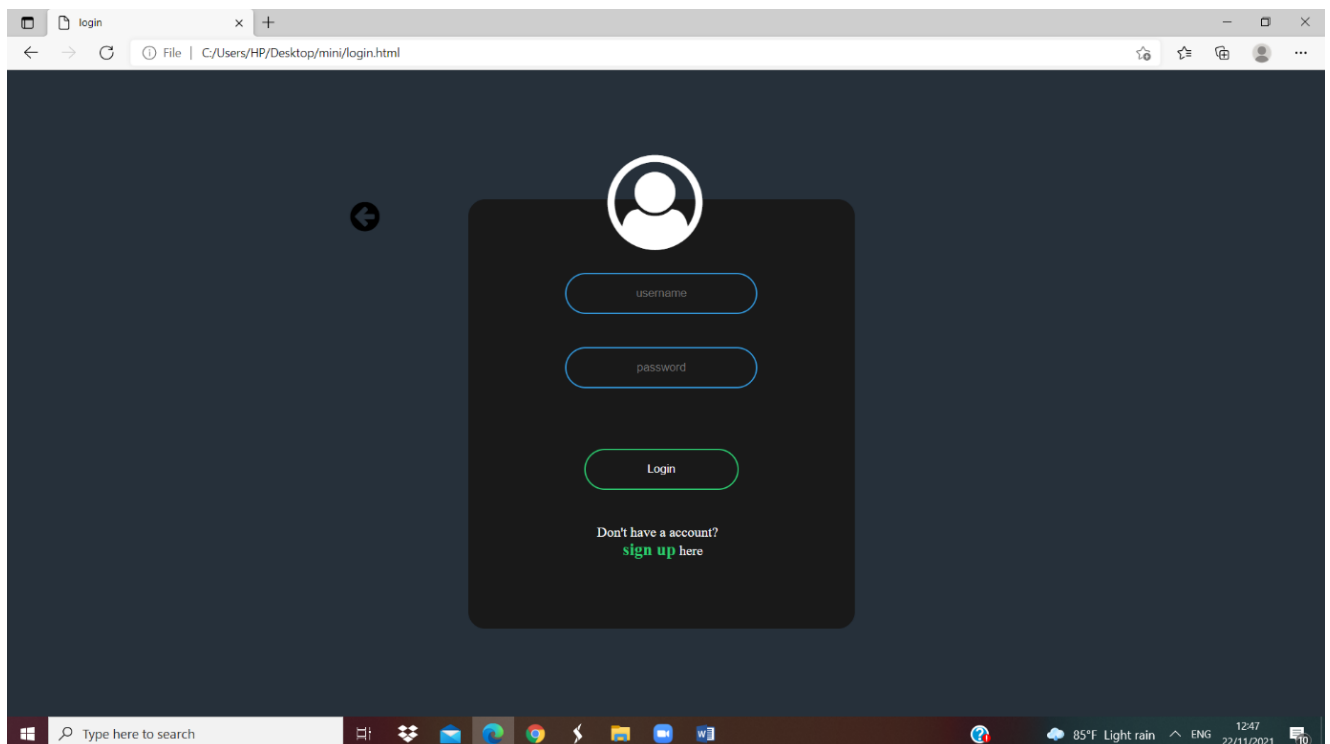 login
File | C:/Users/HP/Desktop/mini/login.html
username
password
Login
Don't have a account?
sign up here
Type here to search
85°F Light rain ENG 12:47
22/11/2021
10